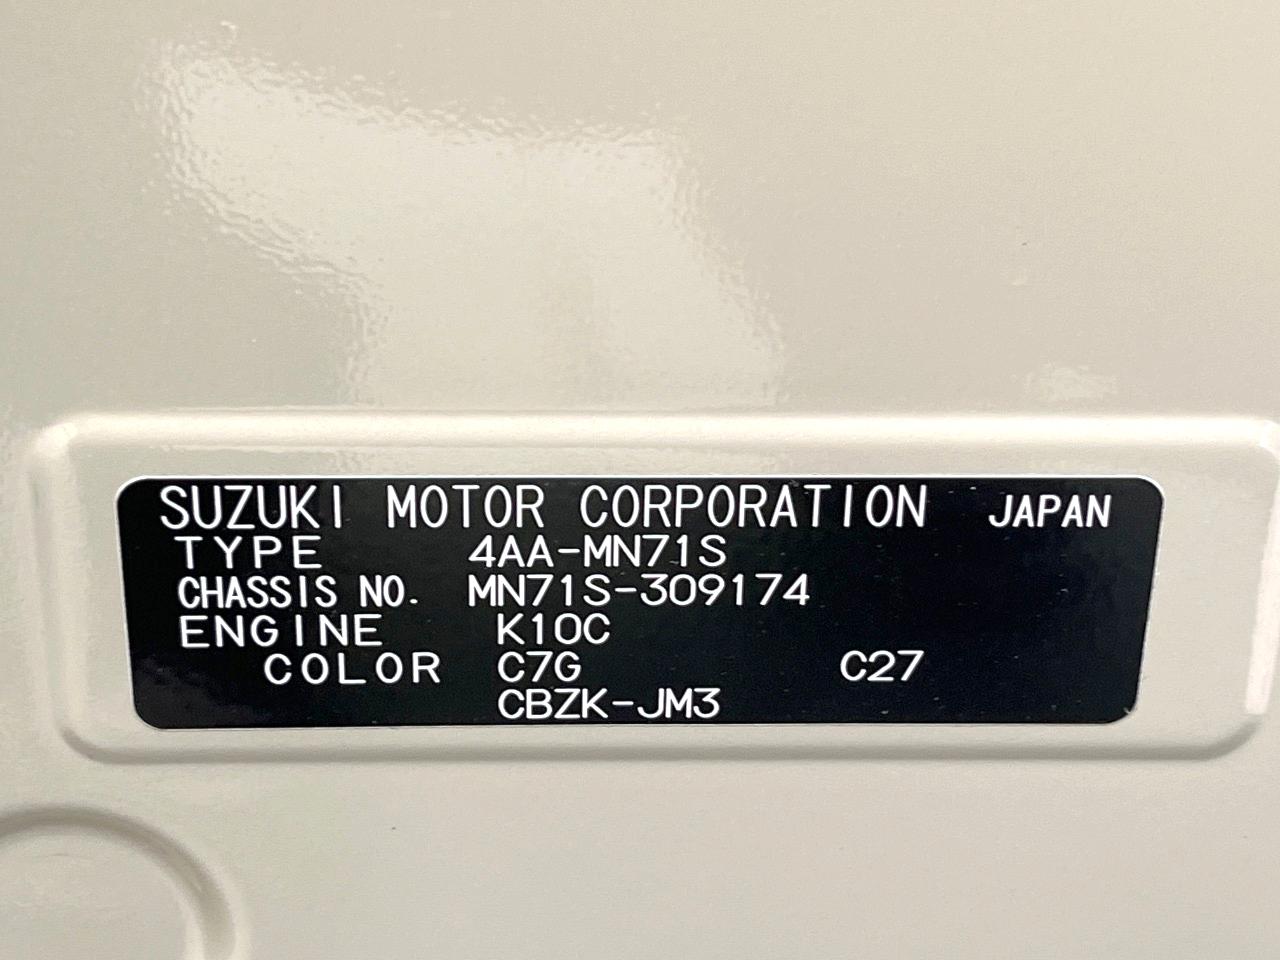 SUZUKI MOTOR CORPORATION JAPAN
TYPE 4AA-MN71S
CHASSIS NO. MN71S-309174
ENGINE K10C
COLOR C7G C27
CBZK-JM3